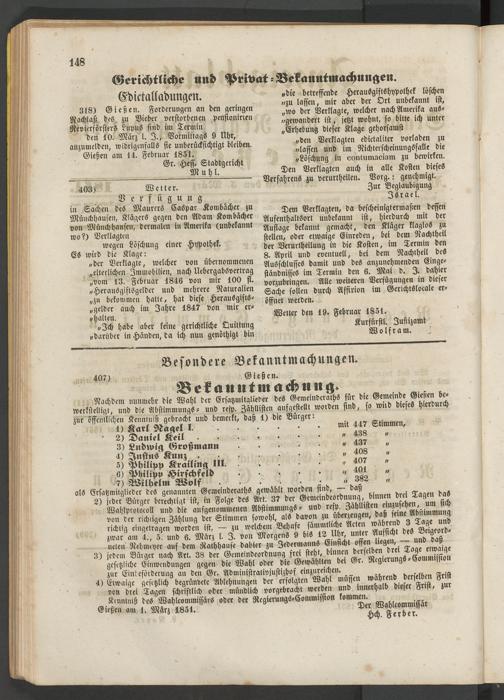 148
Gerichtliche und Privat-Bekanntmachungen.
Edictalladungen.
318) Gießen. Forderungen an den geringen
Nachlaß des zu Bieber verstorbenen pensionirten
Revierförsters Lupus sind im Termin
den 10. März l. J., Vormittags 9 Uhr,
anzumelden, widrigenfalls sie unberücksichtigt bleiben.
Gießen am 14. Februar 1851.
Gr. Hess. Stadtgericht
Muhl.
403) Wetter.
Verfügung
in Sachen des Maurers Caspar Kombächer zu
Münchhausen, Klägers gegen den Adam Kombächer
von Münchhausen, dermalen in Amerika (unbekannt
wo?) Verklagten
wegen Löschung einer Hypothek.
Es wird die Klage:
„der Verklagte, welcher von übernommenen
„elterlichen Immobilien, nach Uebergabsvertrag
„vom 13. Februar 1846 von mir 100 fl.
„Herausgiftsgelder und mehrere Naturalien
„zu bekommen hatte, hat diese Herausgifts-
„gelder auch im Jahre 1847 von mir er-
„halten.
„Ich habe aber keine gerichtliche Quittung
„darüber in Händen, da ich nun genöthigt bin
„die betreffende Herausgiftshypothek löschen
„zu lassen, mir aber der Ort unbekannt ist,
„wo der Verklagte, welcher nach Amerika aus-
„gewandert ist, jetzt wohnt, so bitte ich unter
„Erhebung dieser Klage gehorsamst
„den Verklagten edictaliter vorladen zu
„lassen und im Nichterscheinungsfalle die
„Löschung in contumaciam zu bewirken.
Den Verklagten auch in alle Kosten dieses
Verfahrens zu verurtheilen. Vorg.: genehmigt.
Zur Beglaubigung
Israel.
Dem Verklagten, da bescheinigtermaßen dessen
Aufenthaltsort unbekannt ist, hierdurch mit der
Auflage bekannt gemacht, den Kläger klaglos zu
stellen, oder etwaige Einreden, bei dem Nachtheil
der Verurtheilung in die Kosten, im Termin den
8. April und eventuell, bei dem Nachtheil des
Ausschlusses damit und des anzunehmenden Einge-
ständnisses im Termin den 6. Mai d. J. dahier
vorzubringen. Alle weiteren Verfügungen in dieser
Sache sollen durch Affixion im Gerichtslocale er-
öffnet werden.
Wetter den 19. Februar 1851.
Kurfürstl. Justizamt
Wolfram.
Besondere Bekanntmachungen.
407) Gießen.
Bekanntmachung.
Nachdem nunmehr die Wahl der Ersatzmitglieder des Gemeinderaths für die Gemeinde Gießen be-
werkstelligt, und die Abstimmungs- und resp. Zähllisten aufgestellt worden sind, so wird dieses hierdurch
zur öffentlichen Kenntniß gebracht und bemerkt, daß 1) die Bürger:
1) Karl Nagel I. mit 447 Stimmen,
2) Daniel Keil „ 438 „
3) Ludwig Großmann „ 437 „
4) Justus Kunz „ 408 „
5) Philipp Krailing III. „ 407 „
6) Philipp Hirschfeld „ 401 „
7) Wilhelm Wolf „ 382 „
als Ersatzmitglieder des genannten Gemeinderaths gewählt worden sind, — daß
2) jeder Bürger berechtigt ist, in Folge des Art. 37 der Gemeindeordnung, binnen drei Tagen das
Wahlprotocoll und die aufgenommenen Abstimmungs- und resp. Zähllisten einzusehen, um sich
von der richtigen Zählung der Stimmen sowohl, als davon zu überzeugen, daß seine Abstimmung
richtig eingetragen worden ist, — zu welchem Behufe sämmtliche Acten während 3 Tage und
zwar am 4., 5. und 6. März l. J. von Morgens 9 bis 12 Uhr, unter Aufsicht des Beigeord-
neten Rehmeyer auf dem Rathhause dahier zu Jedermanns Einsicht offen liegen, — und daß
3) jedem Bürger nach Art. 38 der Gemeindeordnung frei steht, binnen derselben drei Tage etwaige
gesetzliche Einwendungen gegen die Wahl oder die Gewählten bei Gr. Regierungs-Commission
zur Einbeförderung an den Gr. Administrativjustizhof einzureichen.
4) Etwaige gesetzlich begründete Ablehnungen der erfolgten Wahl müssen während derselben Frist
von drei Tagen schriftlich oder mündlich vorgebracht werden und innerhalb dieser Frist, zur
Kenntniß des Wahlcommissärs oder der Regierungs-Commission kommen.
Gießen am 1. März 1851.
Der Wahlcommissär
Hch. Ferber.